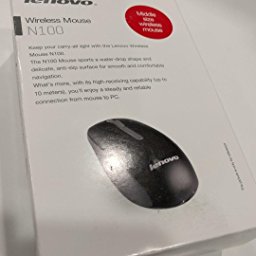 lenovo
Wireless Mouse
N100
Middle
size wireless
mouse
Keep your carry-all light with the Lenovo Wireless
Mouse N100.
The N100 Mouse sports a water-drop shape and
delicate, anti-slip surface for smooth and comfortable
navigation.
What's more, with its high-receiving capability (up to
10 meters), you'll enjoy a steady and reliable
connection from mouse to PC.
lenovo